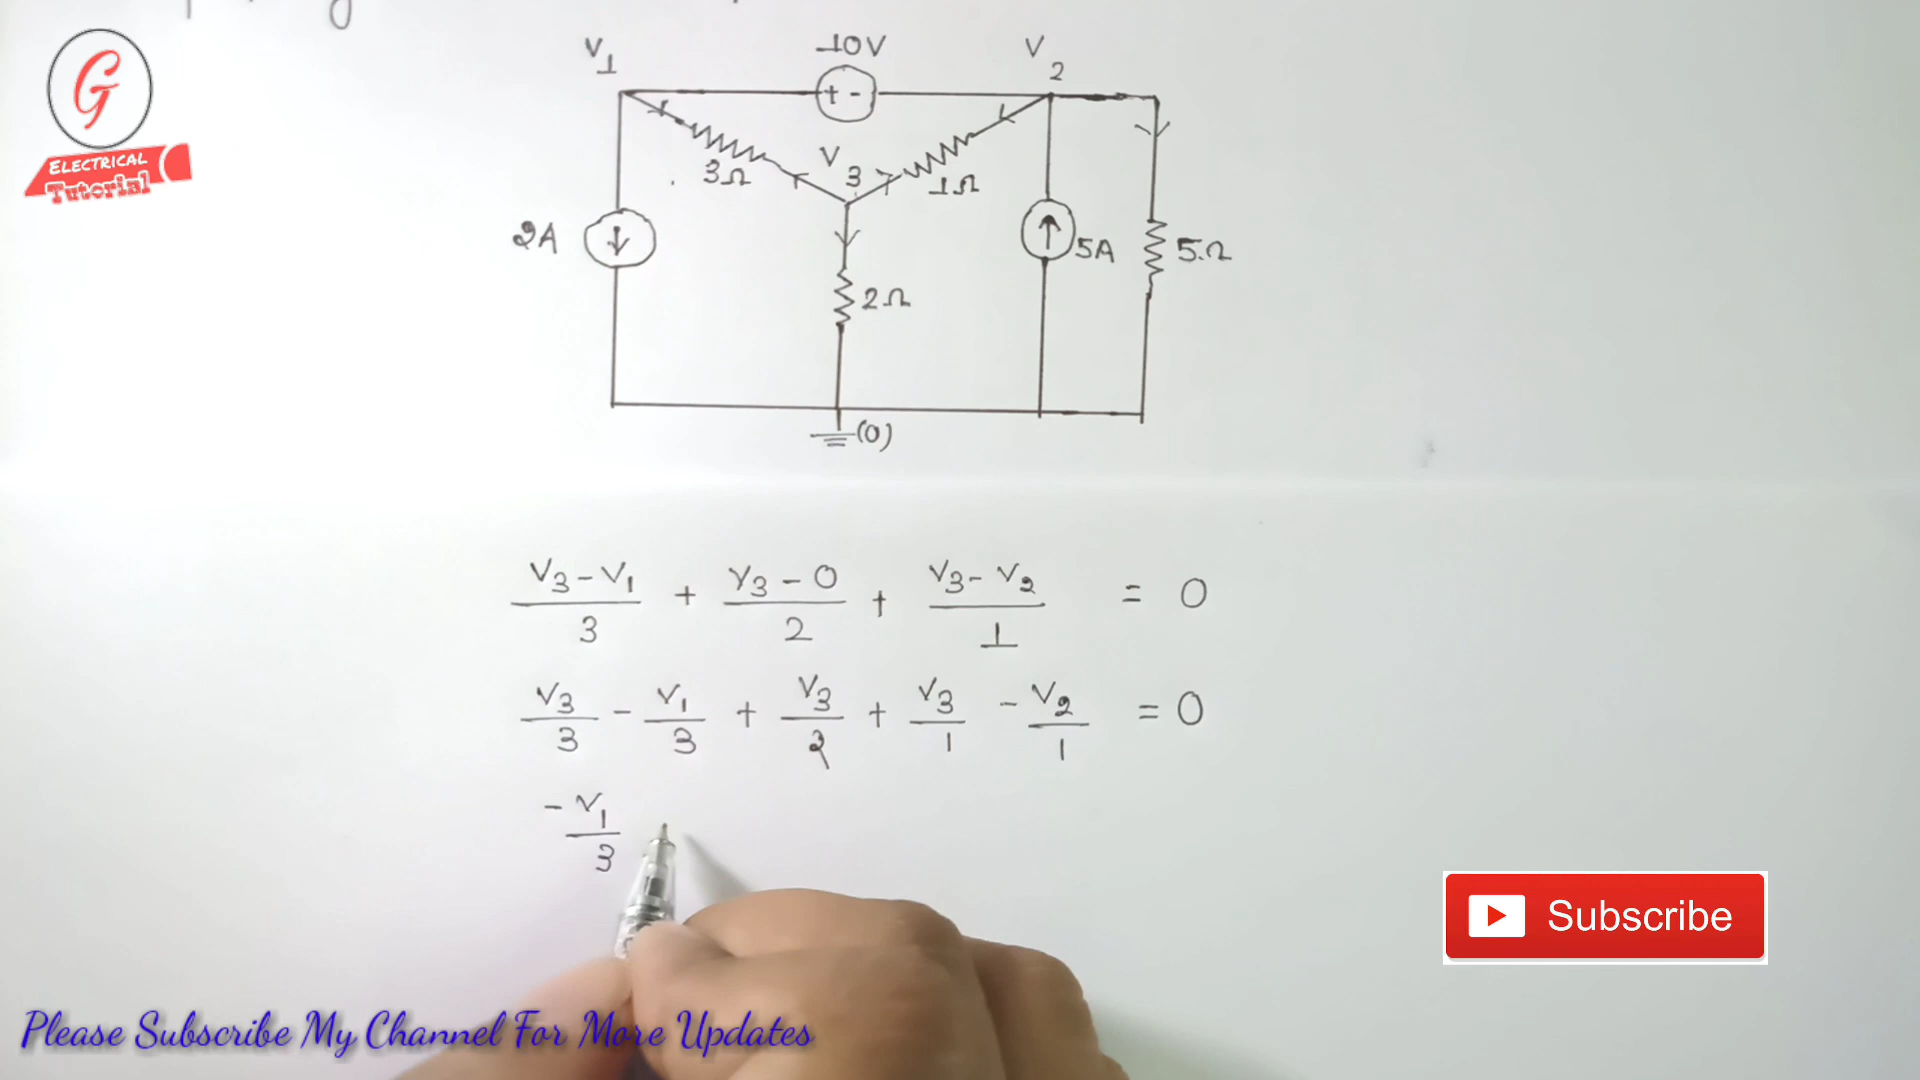 G
ELECTRICAL
Tutorial
V1
10V
V2
+ -
3Ω
V3
1Ω
2A
5A
5Ω
2Ω
(0)
V3 - V1 / 3 + V3 - 0 / 2 + V3 - V2 / 1 = 0
V3 / 3 - V1 / 3 + V3 / 2 + V3 / 1 - V2 / 1 = 0
- V1 / 3
Subscribe
Please Subscribe My Channel For More Updates